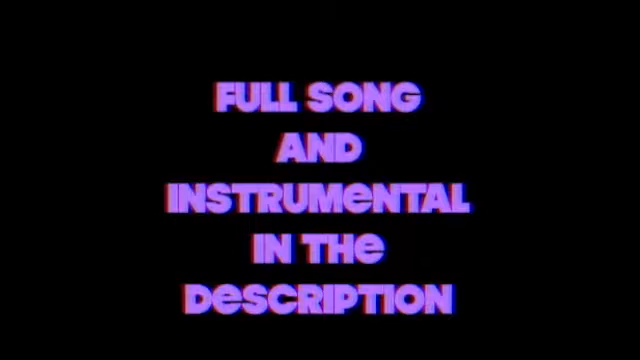 FULL SONG
AND
INSTRUMeNTAL
IN THe
DeSCRIPTION